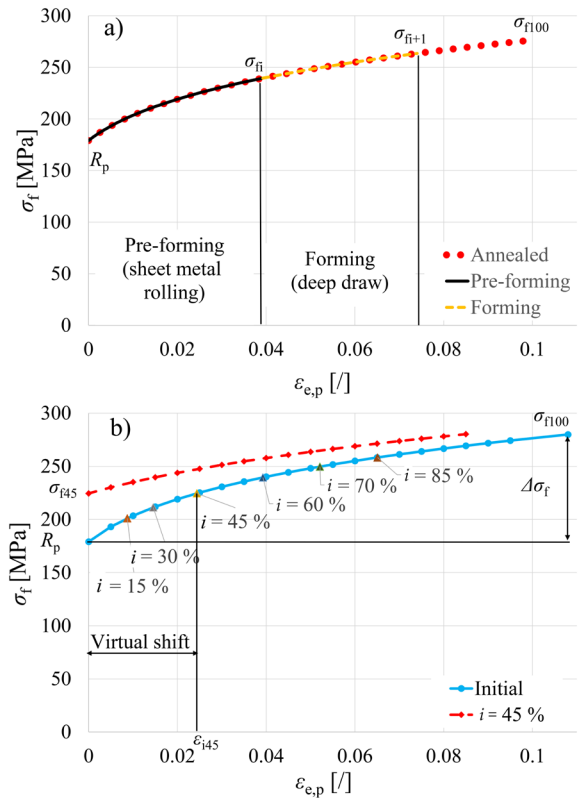 a)
σf [MPa]
300
250
200
150
100
50
0
Rp
σfi
σfi+1
σf100
Pre-forming
(sheet metal
rolling)
Forming
(deep draw)
Annealed
Pre-forming
Forming
0
0.02
0.04
0.06
0.08
0.1
εe,p [/]
b)
σf [MPa]
300
250
200
150
100
50
0
σf45
Rp
σf100
Δσf
i = 15 %
i = 30 %
i = 45 %
i = 60 %
i = 70 %
i = 85 %
Virtual shift
εi45
Initial
i = 45 %
0
0.02
0.04
0.06
0.08
0.1
εe,p [/]